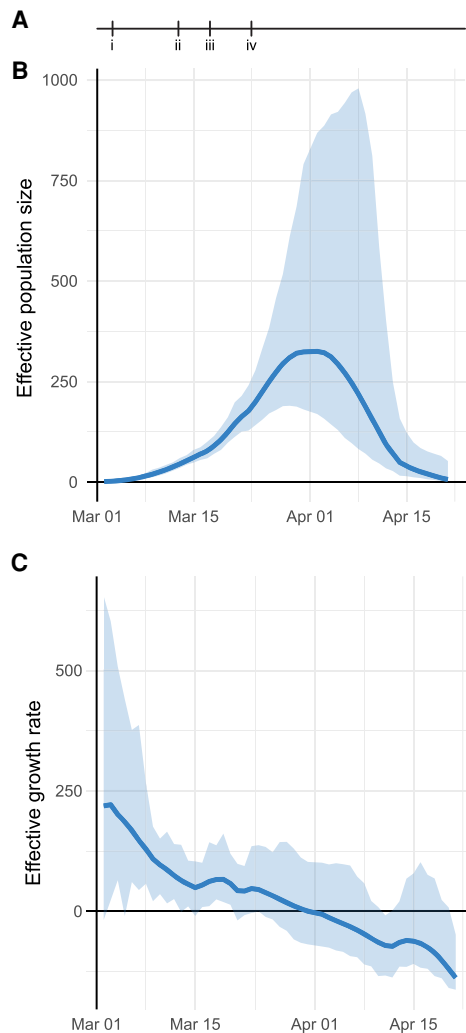 A
i ii iii iv
B
1000
750
500
250
0
Effective population size
Mar 01 Mar 15 Apr 01 Apr 15
C
500
250
0
Effective growth rate
Mar 01 Mar 15 Apr 01 Apr 15